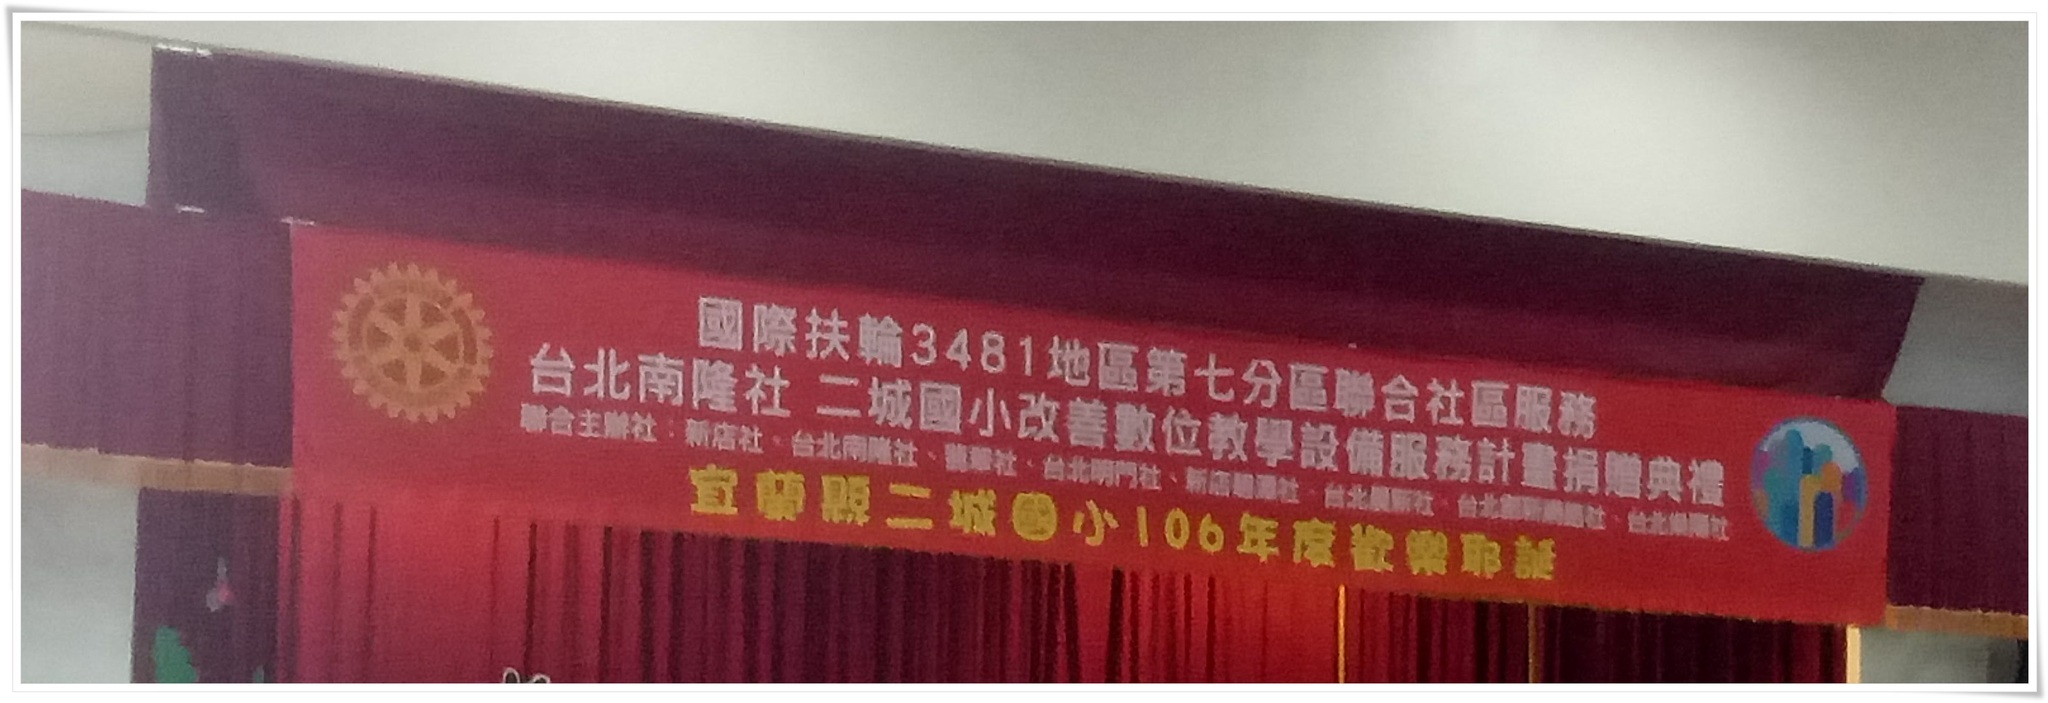 國際扶輪3481地區第七分區聯合社區服務
台北南隆社 二城國小改善數位教學設備服務計畫捐贈典禮
聯合主辦社：新店社、台北南隆社、 台北明門社、
宜蘭縣二城國小106年度歡樂耶誕